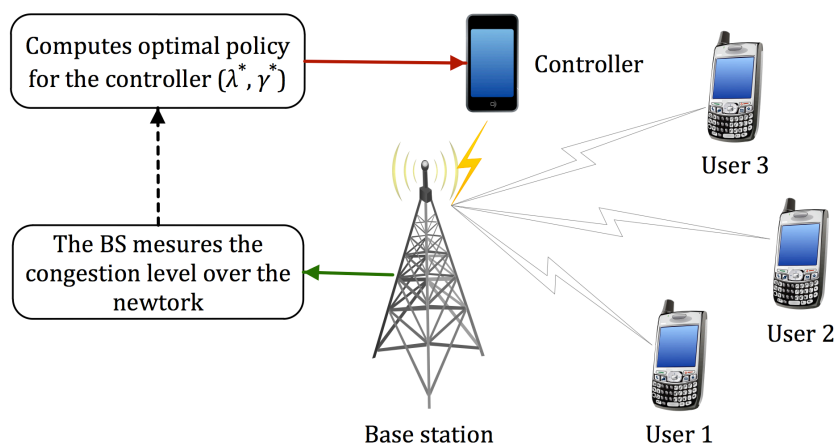 Computes optimal policy
for the controller (λ*, γ*)
Controller
User 3
The BS mesures the
congestion level over the
newtork
User 2
Base station
User 1